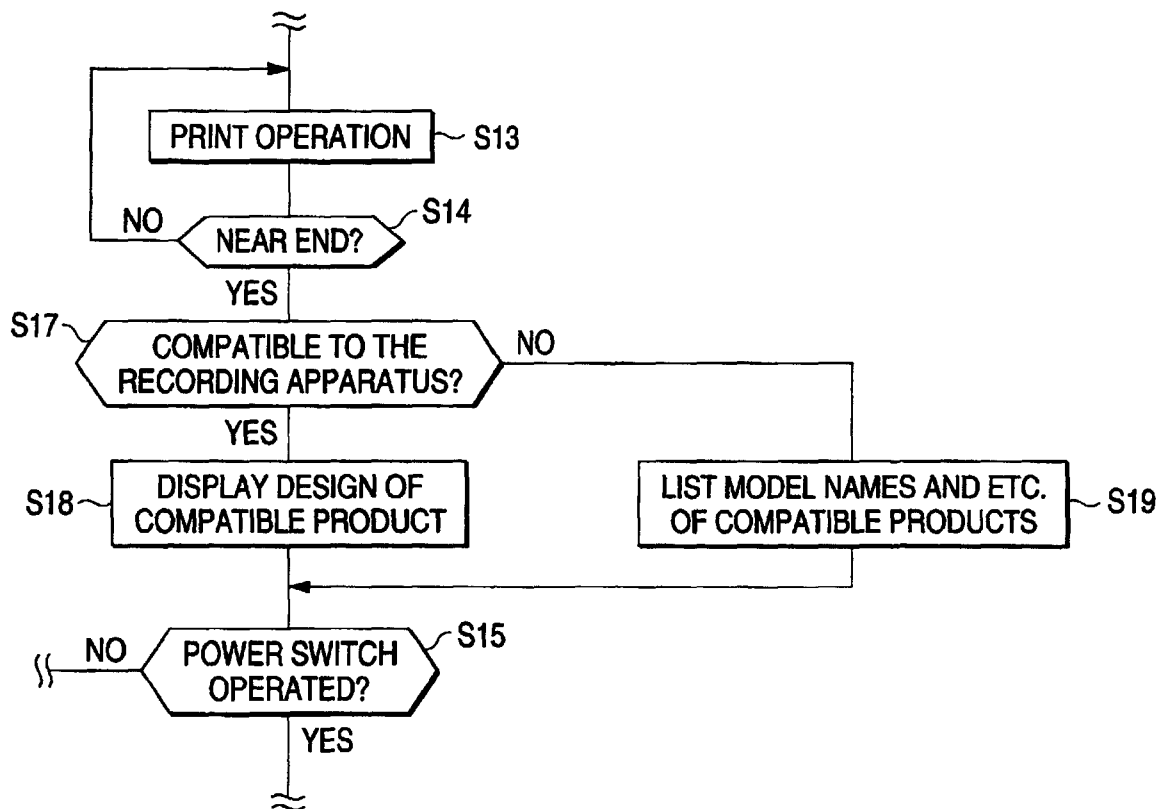 PRINT OPERATION
S13
S14
NO
NEAR END?
YES
S17
COMPATIBLE TO THE
RECORDING APPARATUS?
NO
YES
S18
DISPLAY DESIGN OF
COMPATIBLE PRODUCT
LIST MODEL NAMES AND ETC.
OF COMPATIBLE PRODUCTS
S19
S15
NO
POWER SWITCH
OPERATED?
YES